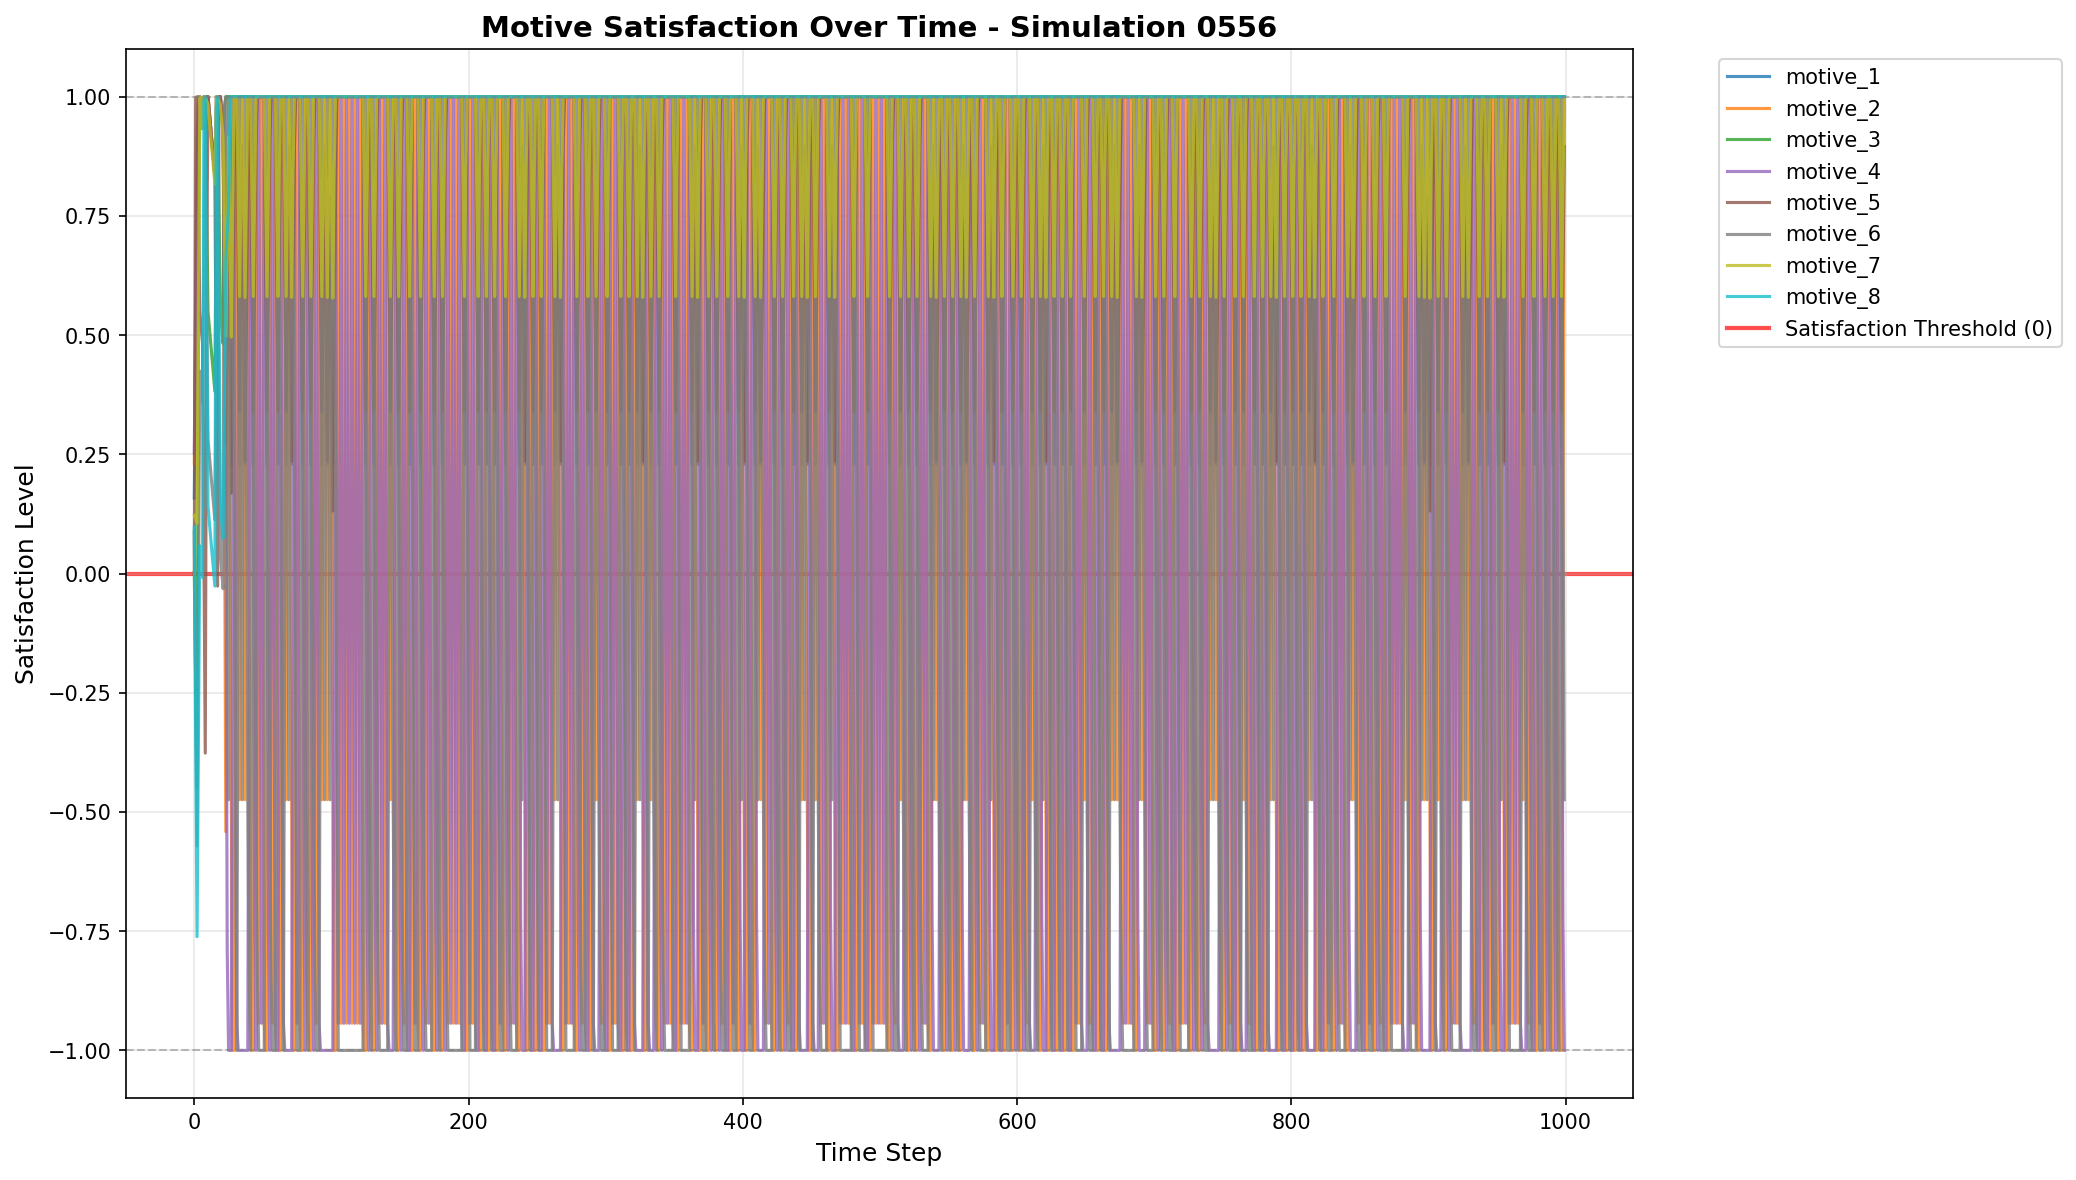 Motive Satisfaction Over Time - Simulation 0556
1.00
0.75
0.50
0.25
0.00
−0.25
−0.50
−0.75
−1.00
Satisfaction Level
0
200
400
600
800
1000
Time Step
motive_1
motive_2
motive_3
motive_4
motive_5
motive_6
motive_7
motive_8
Satisfaction Threshold (0)